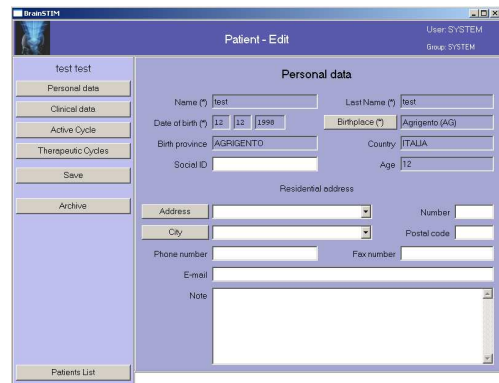 BrainSTIM
Patient - Edit
User: SYSTEM
Group: SYSTEM
test test
Personal data
Clinical data
Active Cycle
Therapeutic Cycles
Save
Archive
Patients List
Personal data
Name (*) test Last Name (*) test
Date of birth (*) 12 12 1998 Birthplace (*) Agrigento (AG)
Birth province AGRIGENTO Country ITALIA
Social ID Age 12
Residential address
Address Number
City Postal code
Phone number Fax number
E-mail
Note